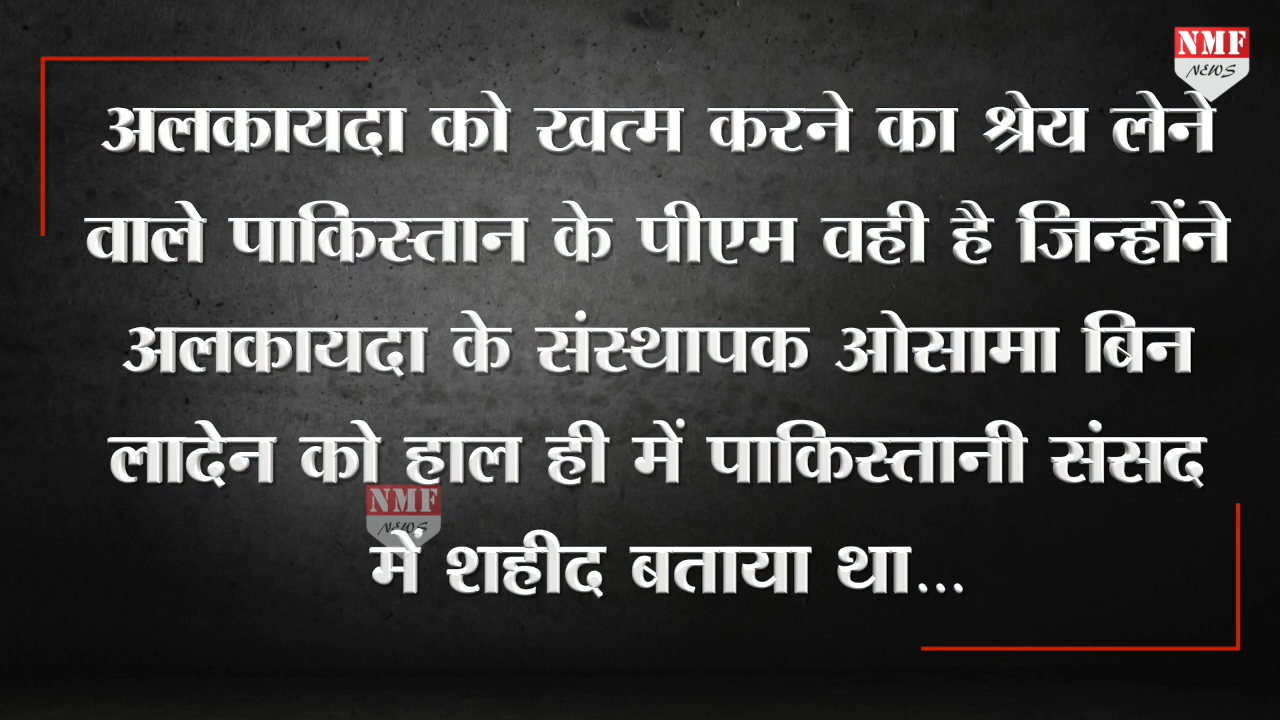 NMF
NEWS
अलकायदा को खत्म करने का श्रेय लेने
वाले पाकिस्तान के पीएम वही है जिन्होंने
अलकायदा के संस्थापक ओसामा बिन
लादेन को हाल ही में पाकिस्तानी संसद
NMF
NEWS
में शहीद बताया था...